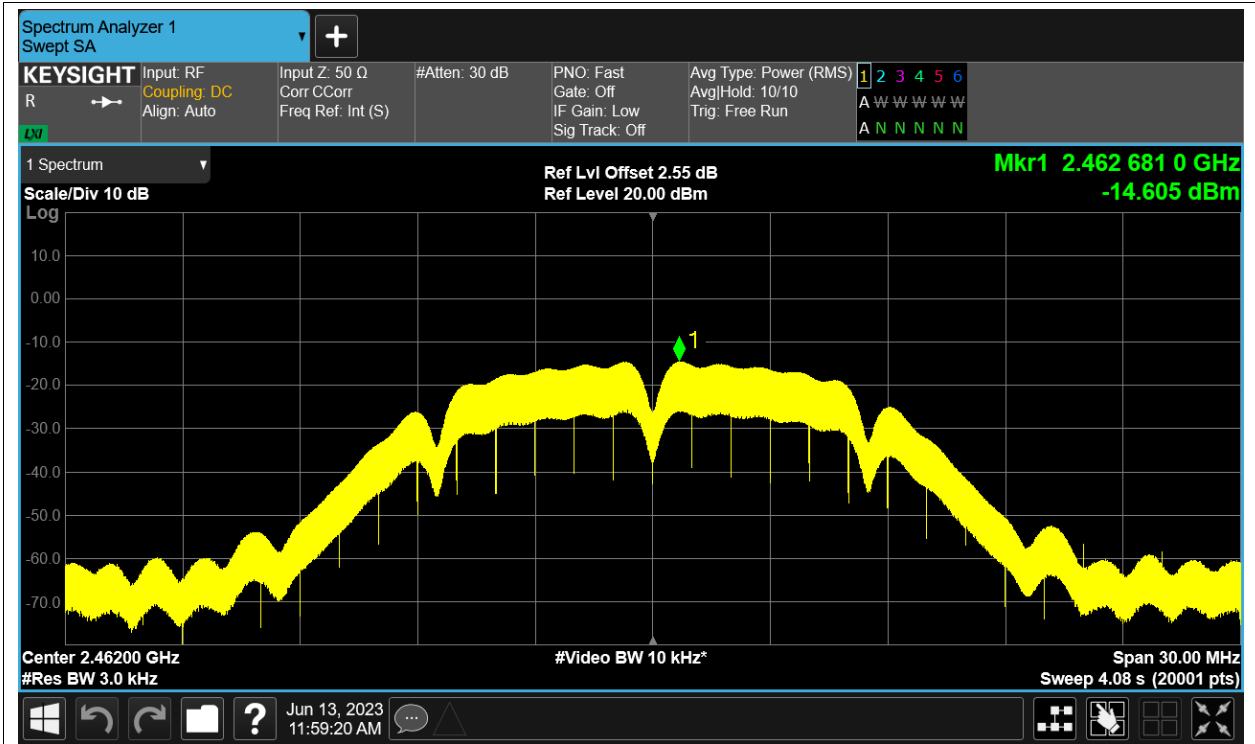 Spectrum Analyzer 1
Swept SA
KEYSIGHT
R
LXI
Input: RF
Coupling: DC
Align: Auto
Input Z: 50 Ω
Corr CCorr
Freq Ref: Int (S)
#Atten: 30 dB
PNO: Fast
Gate: Off
IF Gain: Low
Sig Track: Off
Avg Type: Power (RMS)
Avg|Hold: 10/10
Trig: Free Run
1 2 3 4 5 6
A W W W W W
A N N N N N
1 Spectrum
Scale/Div 10 dB
Log
Ref Lvl Offset 2.55 dB
Ref Level 20.00 dBm
Mkr1 2.462 681 0 GHz
-14.605 dBm
10.0
0.00
-10.0
-20.0
-30.0
-40.0
-50.0
-60.0
-70.0
1
Center 2.46200 GHz
#Res BW 3.0 kHz
#Video BW 10 kHz*
Span 30.00 MHz
Sweep 4.08 s (20001 pts)
?
Jun 13, 2023
11:59:20 AM